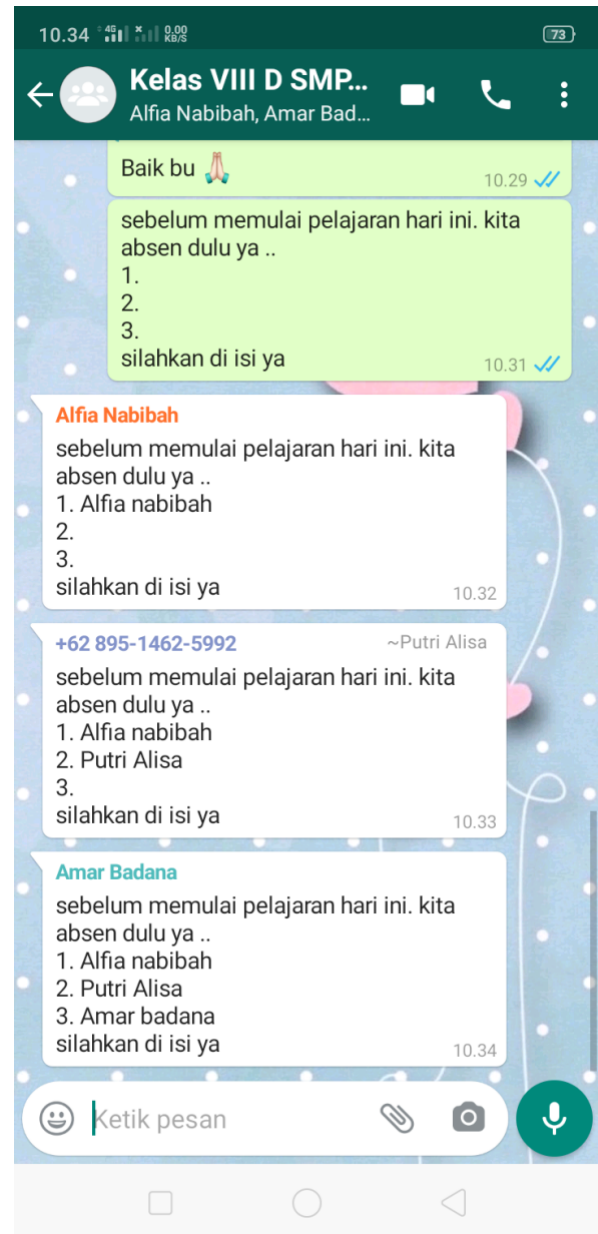 10.34 4G 0.00 KB/S 73
Kelas VIII D SMP...
Alfia Nabibah, Amar Bad...
Baik bu 🙏🏻
10.29
sebelum memulai pelajaran hari ini. kita
absen dulu ya ..
1.
2.
3.
silahkan di isi ya
10.31
Alfia Nabibah
sebelum memulai pelajaran hari ini. kita
absen dulu ya ..
1. Alfia nabibah
2.
3.
silahkan di isi ya
10.32
+62 895-1462-5992 ~Putri Alisa
sebelum memulai pelajaran hari ini. kita
absen dulu ya ..
1. Alfia nabibah
2. Putri Alisa
3.
silahkan di isi ya
10.33
Amar Badana
sebelum memulai pelajaran hari ini. kita
absen dulu ya ..
1. Alfia nabibah
2. Putri Alisa
3. Amar badana
silahkan di isi ya
10.34
Ketik pesan